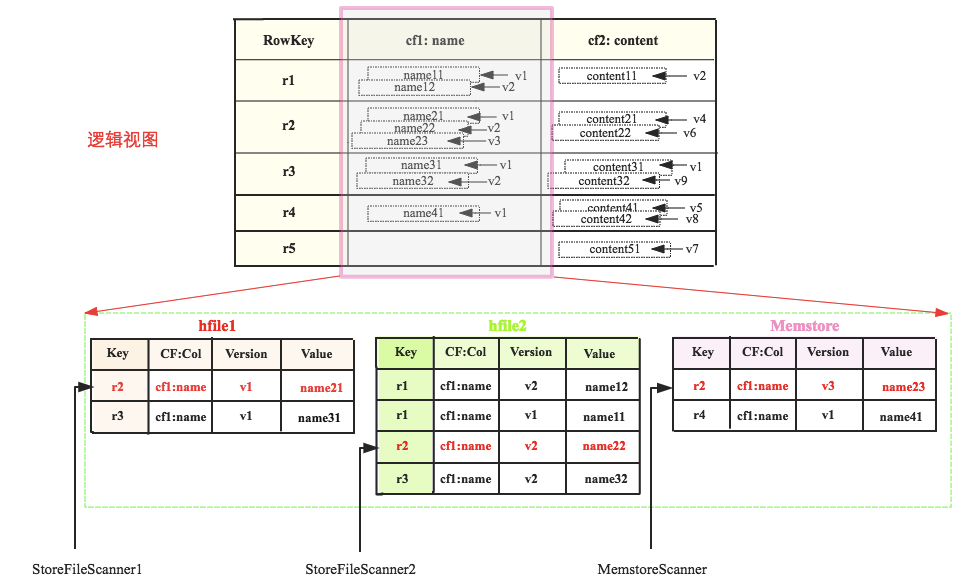 RowKey cf1: name cf2: content
r1 name11 v1 content11 v2
name12 v2
r2 name21 v1 content21 v4
name22 v2 content22 v6
name23 v3
逻辑视图
r3 name31 v1 content31 v1
name32 v2 content32 v9
r4 name41 v1 content41 v5
content42 v8
r5 content51 v7
hfile1 hfile2 Memstore
Key CF:Col Version Value Key CF:Col Version Value Key CF:Col Version Value
r2 cf1:name v1 name21 r1 cf1:name v2 name12 r2 cf1:name v3 name23
r3 cf1:name v1 name31 r1 cf1:name v1 name11 r4 cf1:name v1 name41
r2 cf1:name v2 name22
r3 cf1:name v2 name32
StoreFileScanner1 StoreFileScanner2 MemstoreScanner